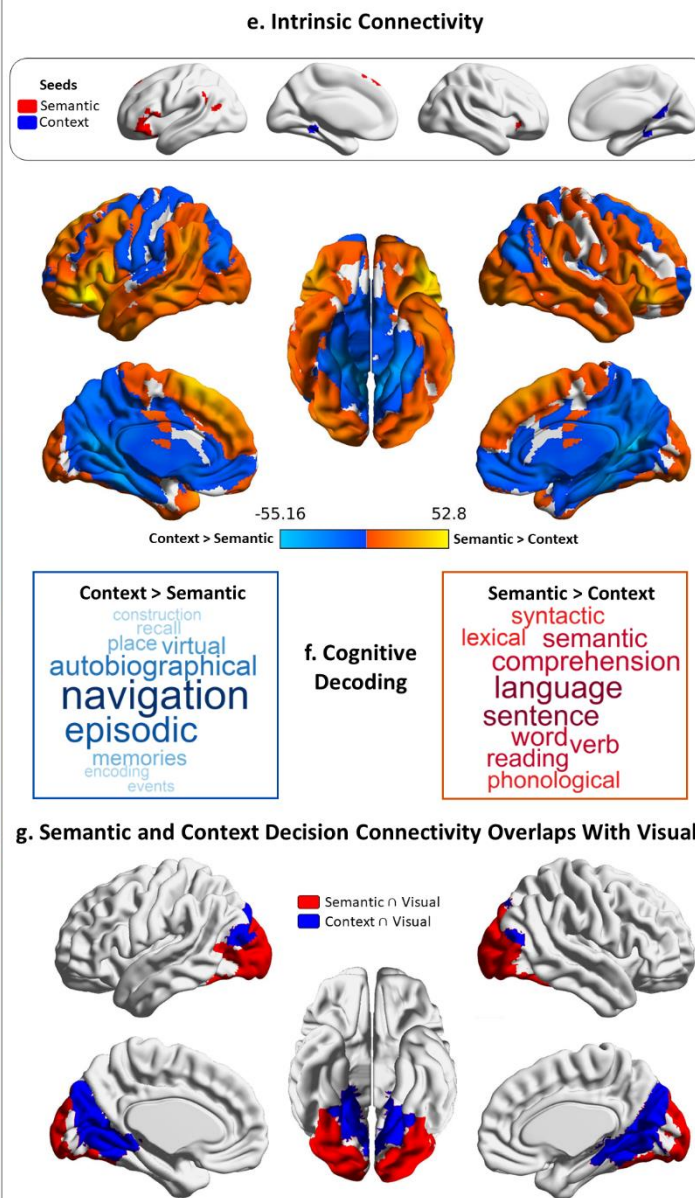 e. Intrinsic Connectivity
Seeds
Semantic
Context
-55.16
52.8
Context > Semantic
Semantic > Context
Context > Semantic
construction
recall
place virtual
autobiographical
navigation
episodic
memories
encoding
events
f. Cognitive
Decoding
Semantic > Context
syntactic
lexical semantic
comprehension
language
sentence
word verb
reading
phonological
g. Semantic and Context Decision Connectivity Overlaps With Visual
Semantic ∩ Visual
Context ∩ Visual